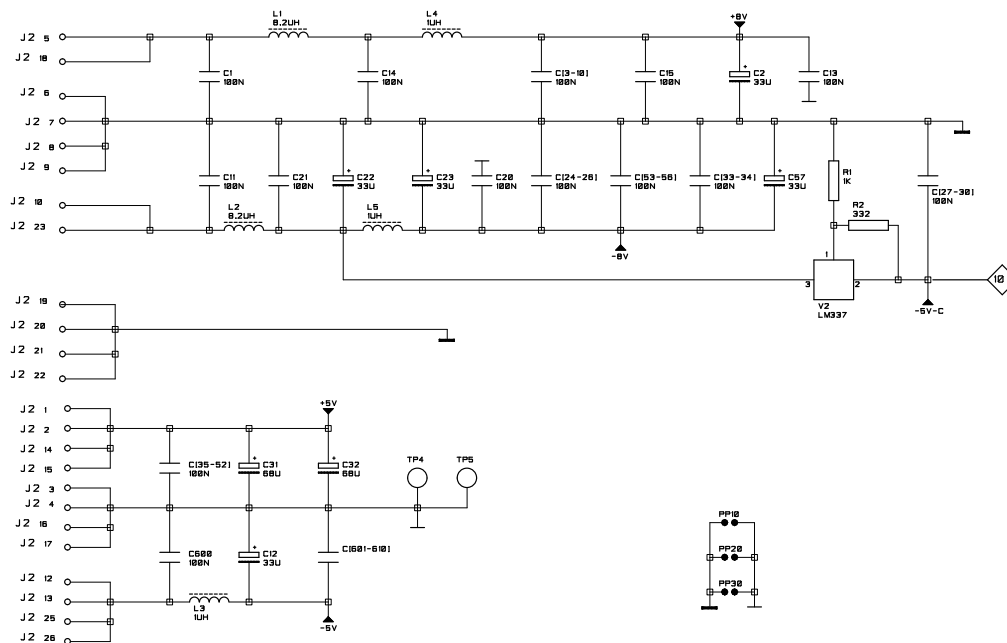 L1
8.2UH
L4
1UH
+8V
J2 5
J2 18
C1
100N
C14
100N
C[3-10]
100N
C15
100N
+
C2
33U
C13
100N
J2 6
J2 7
J2 8
J2 9
C11
100N
C21
100N
+
C22
33U
+
C23
33U
C20
100N
C[24-26]
100N
C[53-56]
100N
C[33-34]
100N
+
C57
33U
R1
1K
C[27-30]
100N
J2 10
J2 23
L2
8.2UH
L5
1UH
-8V
R2
332
1
3
2
V2
LM337
-5V-C
10
J2 19
J2 20
J2 21
J2 22
J2 1
J2 2
J2 14
J2 15
+5V
C[35-52]
100N
+
C31
68U
+
C32
68U
TP4
TP5
J2 3
J2 4
J2 16
J2 17
C600
100N
+
C12
33U
C[601-610]
J2 12
J2 13
J2 25
J2 26
L3
1UH
-5V
PP10
PP20
PP30